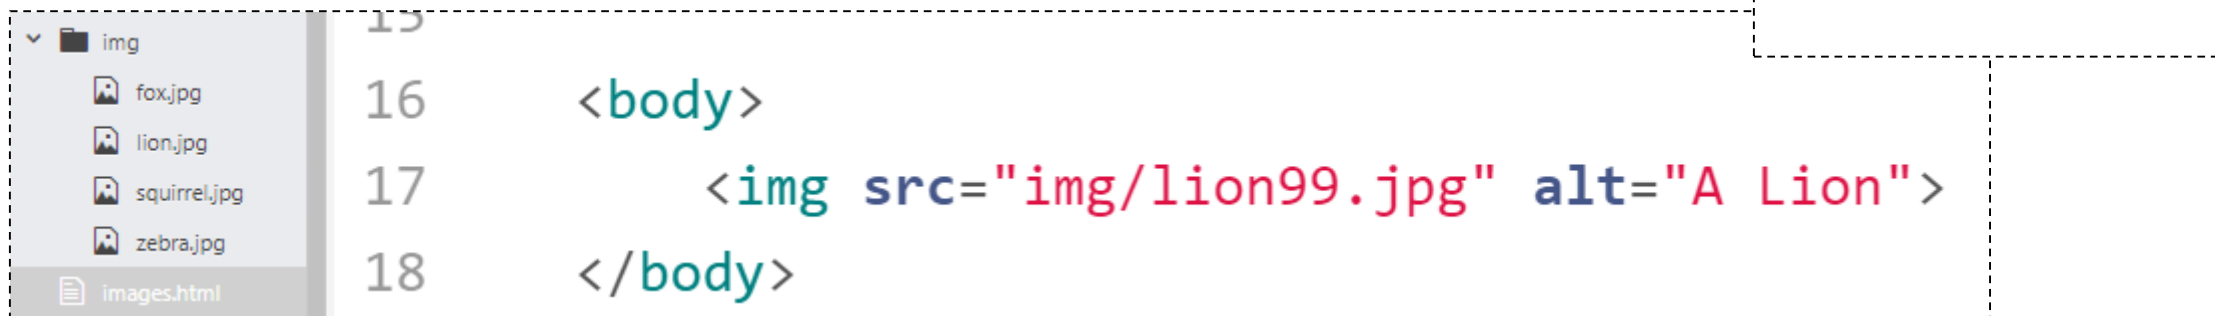 img
fox.jpg
lion.jpg
squirrel.jpg
zebra.jpg
images.html
15
16 <body>
17 <img src="img/lion99.jpg" alt="A Lion">
18 </body>